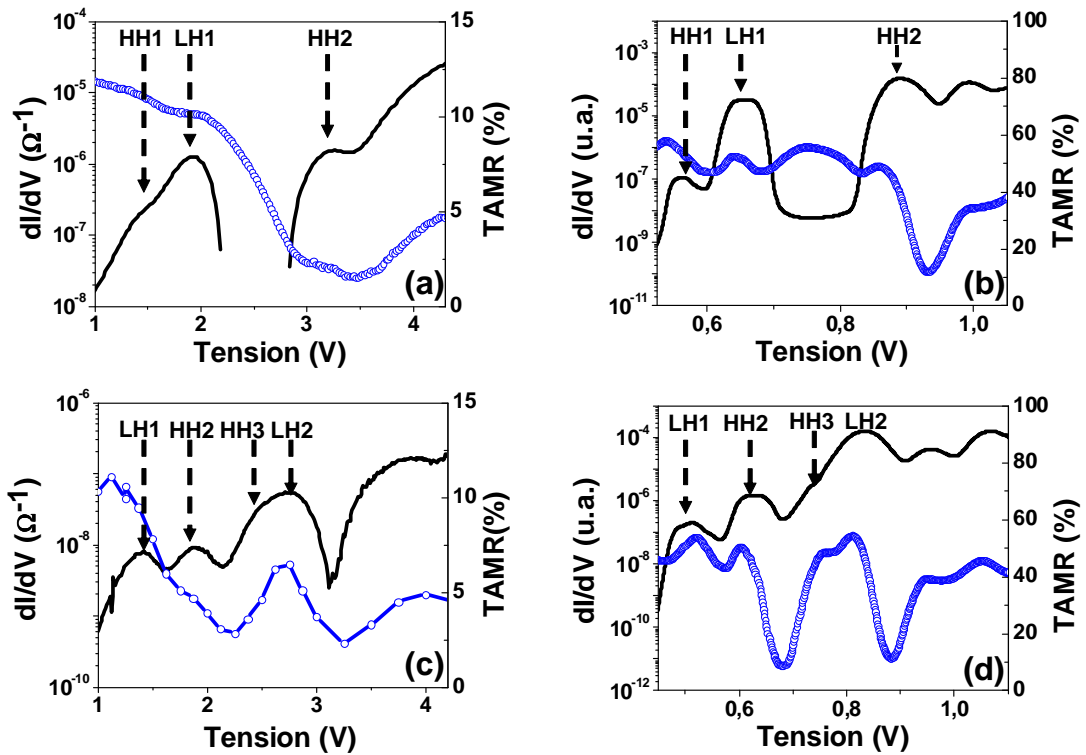 HH1 LH1 HH2
10⁻⁴
10⁻⁵
10⁻⁶
10⁻⁷
10⁻⁸
dI/dV (Ω⁻¹)
15
10
5
0
TAMR (%)
(a)
1 2 3 4
Tension (V)
HH1 LH1 HH2
10⁻³
10⁻⁵
10⁻⁷
10⁻⁹
10⁻¹¹
dI/dV (u.a.)
100
80
60
40
20
0
TAMR (%)
(b)
0,6 0,8 1,0
Tension (V)
LH1 HH2 HH3 LH2
10⁻⁶
10⁻⁸
10⁻¹⁰
dI/dV (Ω⁻¹)
15
10
5
0
TAMR(%)
(c)
1 2 3 4
Tension (V)
LH1 HH2 HH3 LH2
10⁻⁴
10⁻⁶
10⁻⁸
10⁻¹⁰
10⁻¹²
dI/dV (u.a.)
100
80
60
40
20
0
TAMR (%)
(d)
0,6 0,8 1,0
Tension (V)